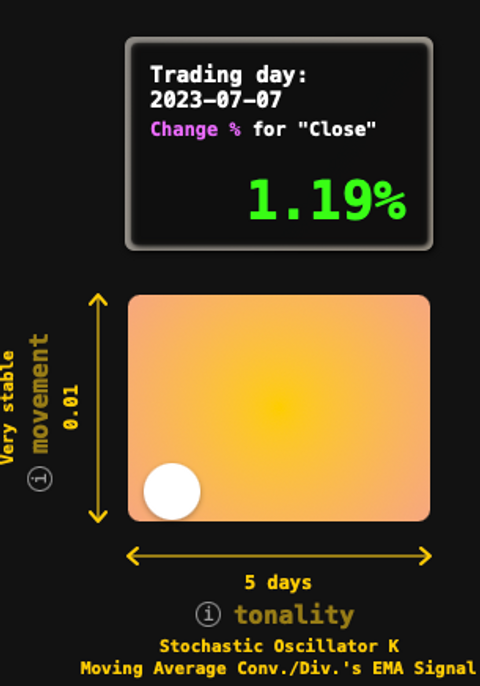 Trading day:
2023-07-07
Change % for "Close"
1.19%
Very stable
movement
0.01
5 days
tonality
Stochastic Oscillator K
Moving Average Conv./Div.'s EMA Signal